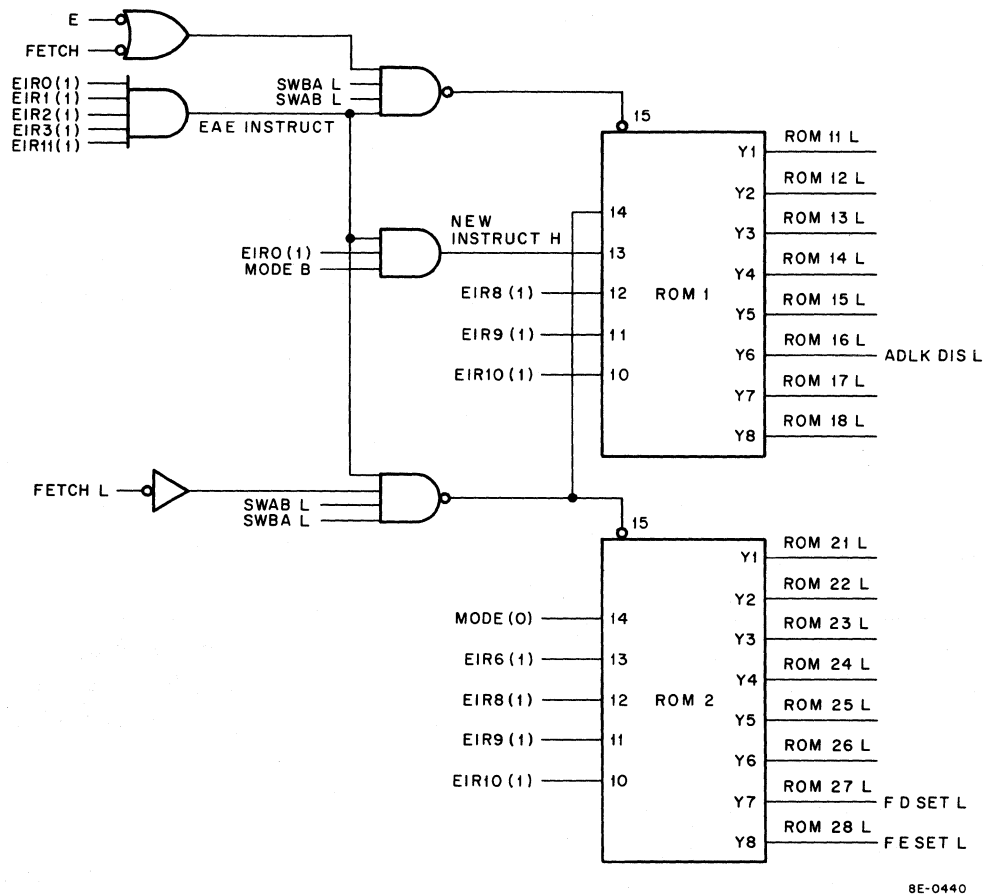 E
FETCH
EIR0(1)
EIR1(1)
EIR2(1)
EIR3(1)
EIR11(1)
EAE INSTRUCT
SWBA L
SWAB L
15
ROM 1
14
13
12
11
10
NEW
INSTRUCT H
EIR0(1)
MODE B
EIR8(1)
EIR9(1)
EIR10(1)
Y1 ROM 11 L
Y2 ROM 12 L
Y3 ROM 13 L
Y4 ROM 14 L
Y5 ROM 15 L
Y6 ROM 16 L ADLK DIS L
Y7 ROM 17 L
Y8 ROM 18 L
FETCH L
SWAB L
SWBA L
15
ROM 2
MODE(0) 14
EIR6(1) 13
EIR8(1) 12
EIR9(1) 11
EIR10(1) 10
Y1 ROM 21 L
Y2 ROM 22 L
Y3 ROM 23 L
Y4 ROM 24 L
Y5 ROM 25 L
Y6 ROM 26 L
Y7 ROM 27 L F D SET L
Y8 ROM 28 L F E SET L
8E-0440